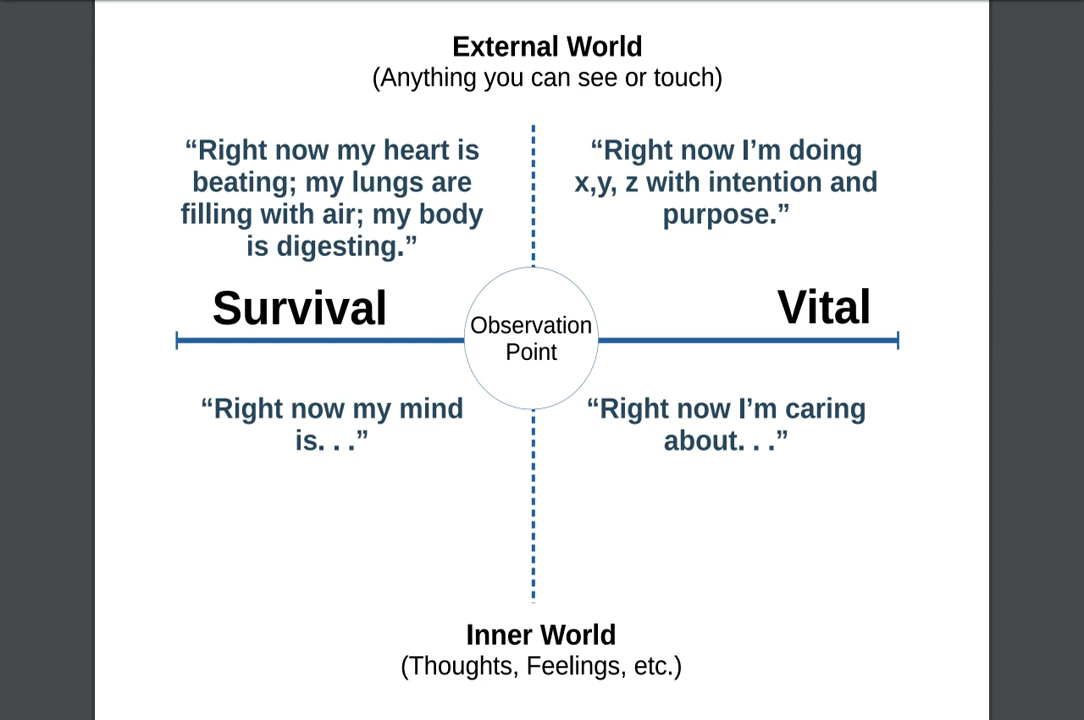 External World
(Anything you can see or touch)
“Right now my heart is
beating; my lungs are
filling with air; my body
is digesting.”
“Right now I’m doing
x,y, z with intention and
purpose.”
Survival
Vital
Observation
Point
“Right now my mind
is. . .”
“Right now I’m caring
about. . .”
Inner World
(Thoughts, Feelings, etc.)